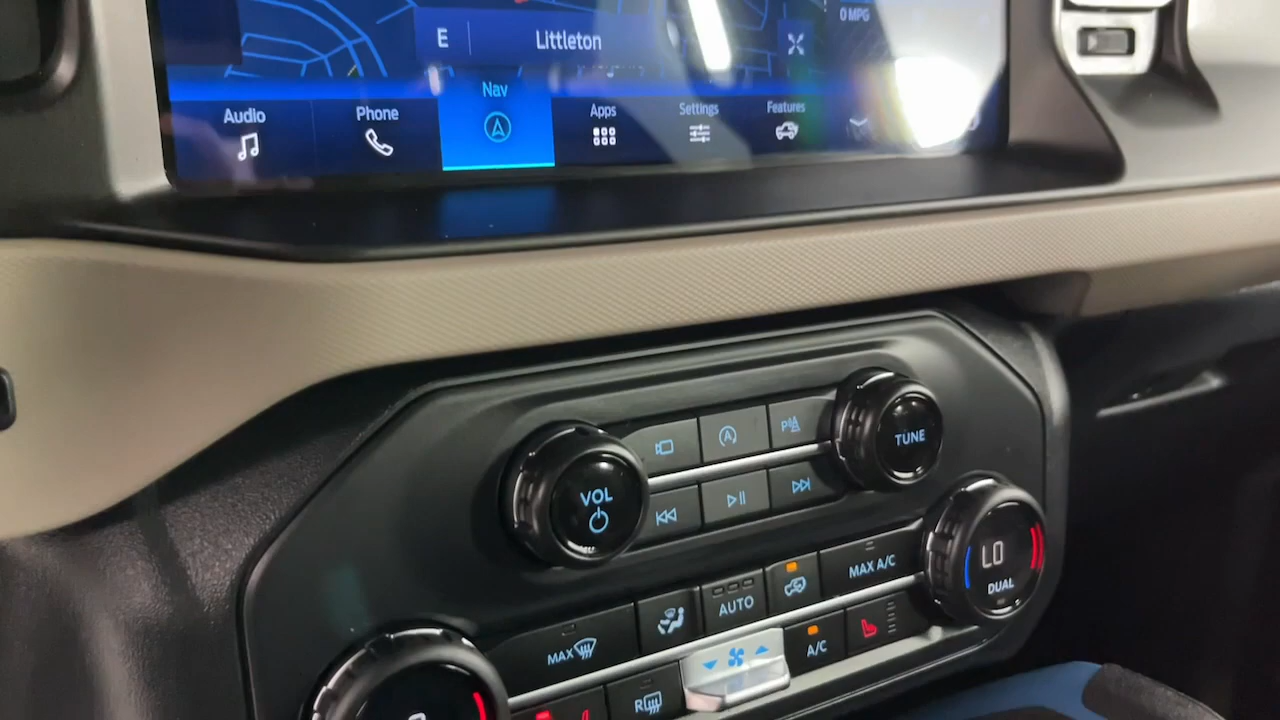 0 MPG
E
Littleton
Audio
Phone
Nav
Apps
Settings
Features
TUNE
VOL
LO
DUAL
MAX A/C
AUTO
MAX
A/C
R